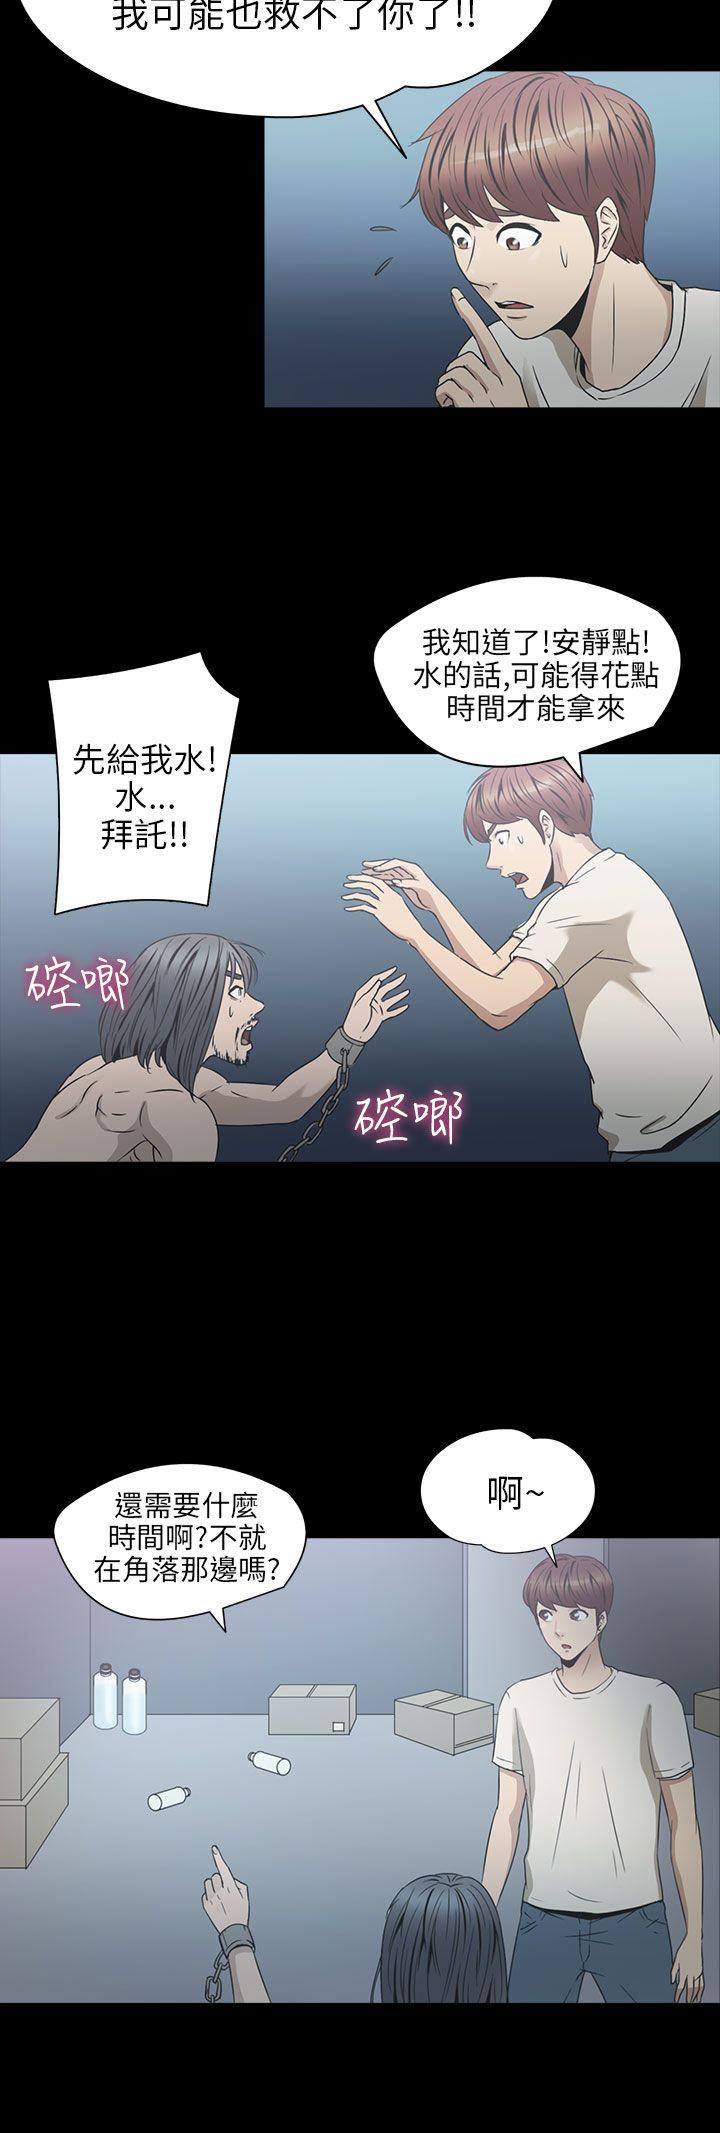 我可能也救不了你了!!
我知道了!安靜點!
水的話,可能得花點
時間才能拿來
先給我水!
水...
拜託!!
硿啷
硿啷
啊~
還需要什麼
時間啊?不就
在角落那邊嗎?